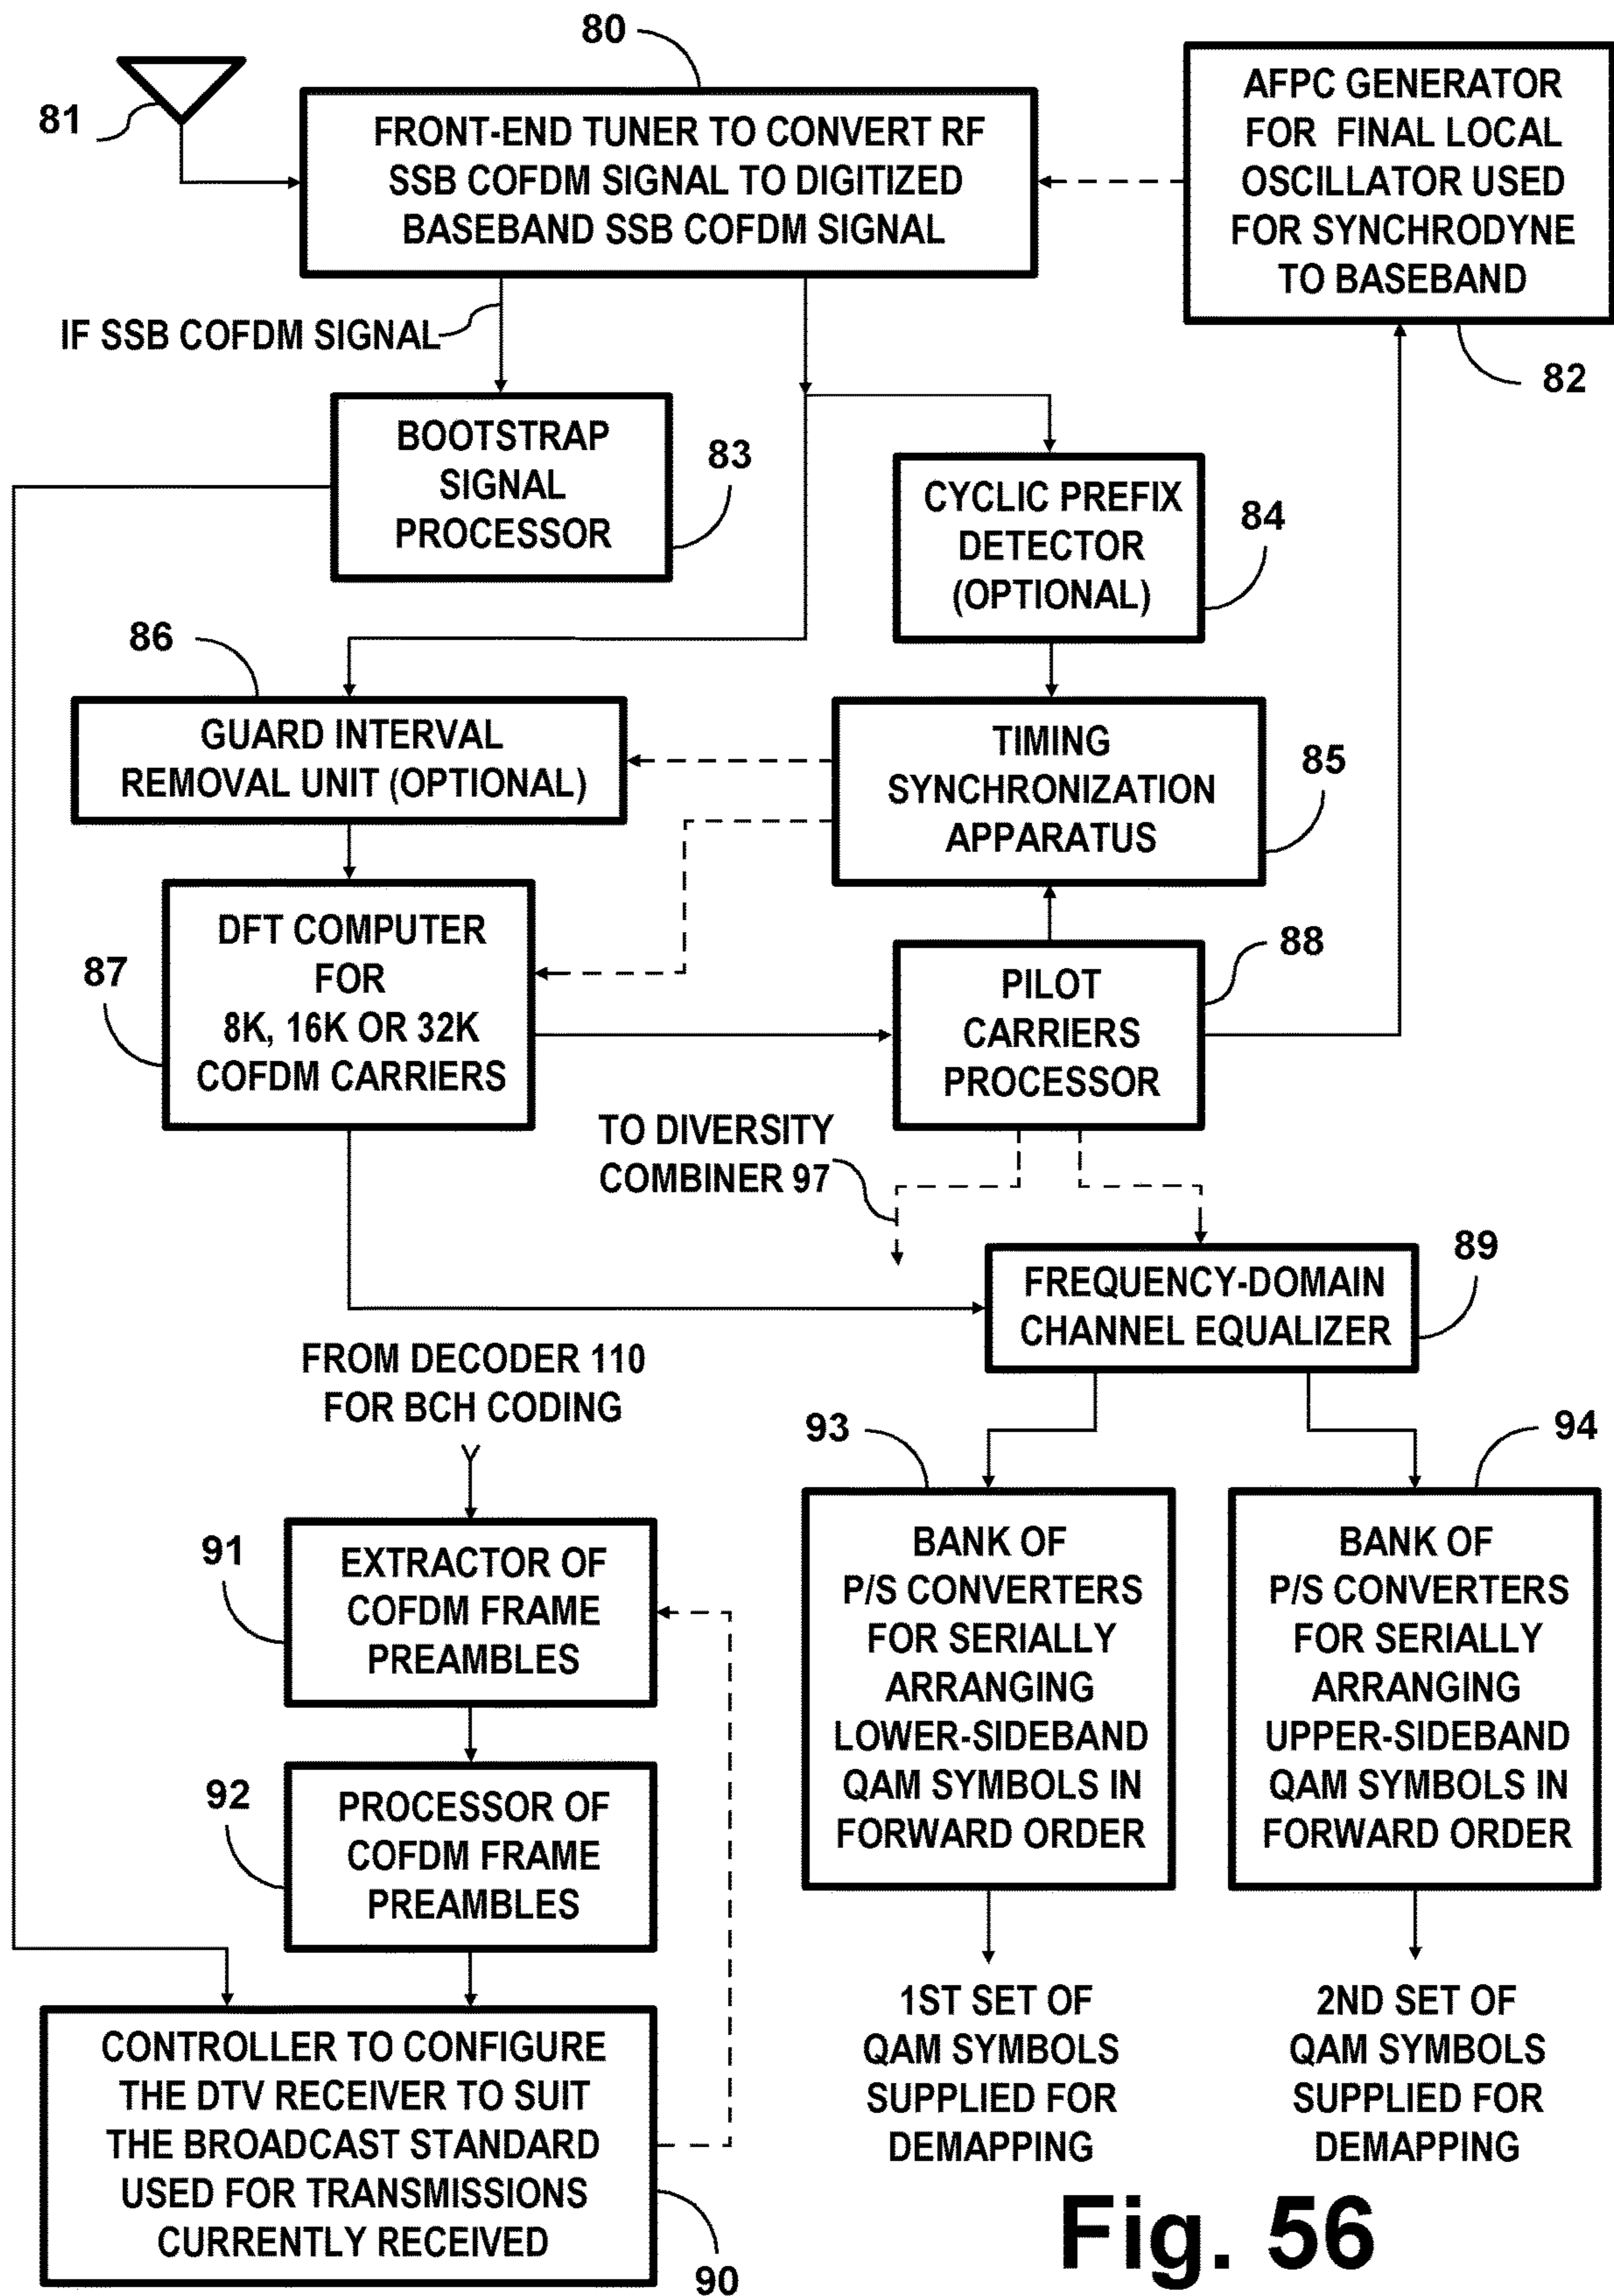 80
81
FRONT-END TUNER TO CONVERT RF
SSB COFDM SIGNAL TO DIGITIZED
BASEBAND SSB COFDM SIGNAL
AFPC GENERATOR
FOR FINAL LOCAL
OSCILLATOR USED
FOR SYNCHRODYNE
TO BASEBAND
82
IF SSB COFDM SIGNAL
BOOTSTRAP
SIGNAL
PROCESSOR
83
CYCLIC PREFIX
DETECTOR
(OPTIONAL)
84
86
GUARD INTERVAL
REMOVAL UNIT (OPTIONAL)
TIMING
SYNCHRONIZATION
APPARATUS
85
87
DFT COMPUTER
FOR
8K, 16K OR 32K
COFDM CARRIERS
PILOT
CARRIERS
PROCESSOR
88
TO DIVERSITY
COMBINER 97
FREQUENCY-DOMAIN
CHANNEL EQUALIZER
89
FROM DECODER 110
FOR BCH CODING
93
94
91
EXTRACTOR OF
COFDM FRAME
PREAMBLES
BANK OF
P/S CONVERTERS
FOR SERIALLY
ARRANGING
LOWER-SIDEBAND
QAM SYMBOLS IN
FORWARD ORDER
BANK OF
P/S CONVERTERS
FOR SERIALLY
ARRANGING
UPPER-SIDEBAND
QAM SYMBOLS IN
FORWARD ORDER
92
PROCESSOR OF
COFDM FRAME
PREAMBLES
CONTROLLER TO CONFIGURE
THE DTV RECEIVER TO SUIT
THE BROADCAST STANDARD
USED FOR TRANSMISSIONS
CURRENTLY RECEIVED
90
1ST SET OF
QAM SYMBOLS
SUPPLIED FOR
DEMAPPING
2ND SET OF
QAM SYMBOLS
SUPPLIED FOR
DEMAPPING
Fig. 56